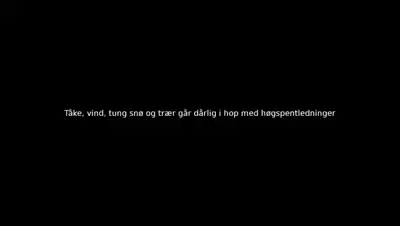 Tåke, vind, tung snø og trær går dårlig i hop med høgspentledninger